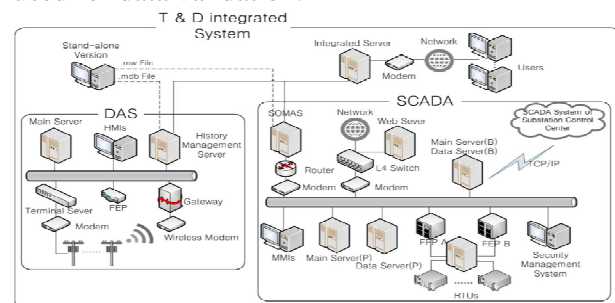 T & D integrated
System
Stand-alone
Version
.mw File
.mdb File
Integrated Server
Modem
Network
Users
DAS
Main Server
HMIs
History
Management
Server
Terminal Sever
FEP
Gateway
Modem
Wireless Modem
SCADA
SOMAS
Network
Web Sever
SCADA System of
Substation Control
Center
Main Server(B)
Data Server(B)
TCP/IP
Router
L4 Switch
Modem
Modem
MMIs
Main Server(P)
Data Server(P)
FEP A
FEP B
Security
Management
System
RTUs